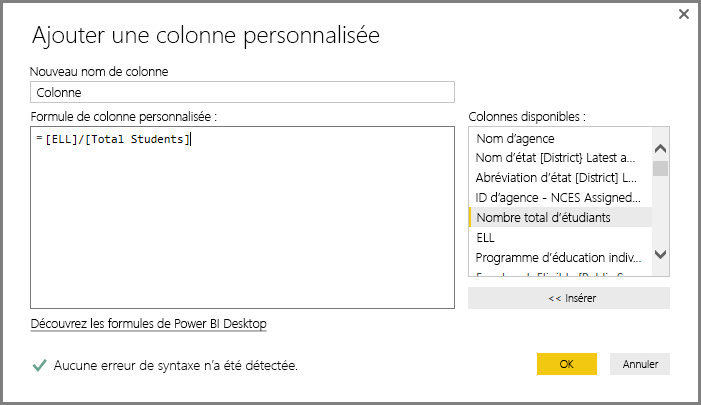 Ajouter une colonne personnalisée
Nouveau nom de colonne
Colonne
Formule de colonne personnalisée :
= [ELL]/[Total Students]
Colonnes disponibles :
Nom d’agence
Nom d’état [District} Latest a...
Abréviation d’état [District] L...
ID d’agence - NCES Assigned...
Nombre total d’étudiants
ELL
Programme d’éducation indiv...
<< Insérer
Découvrez les formules de Power BI Desktop
Aucune erreur de syntaxe n’a été détectée.
OK
Annuler